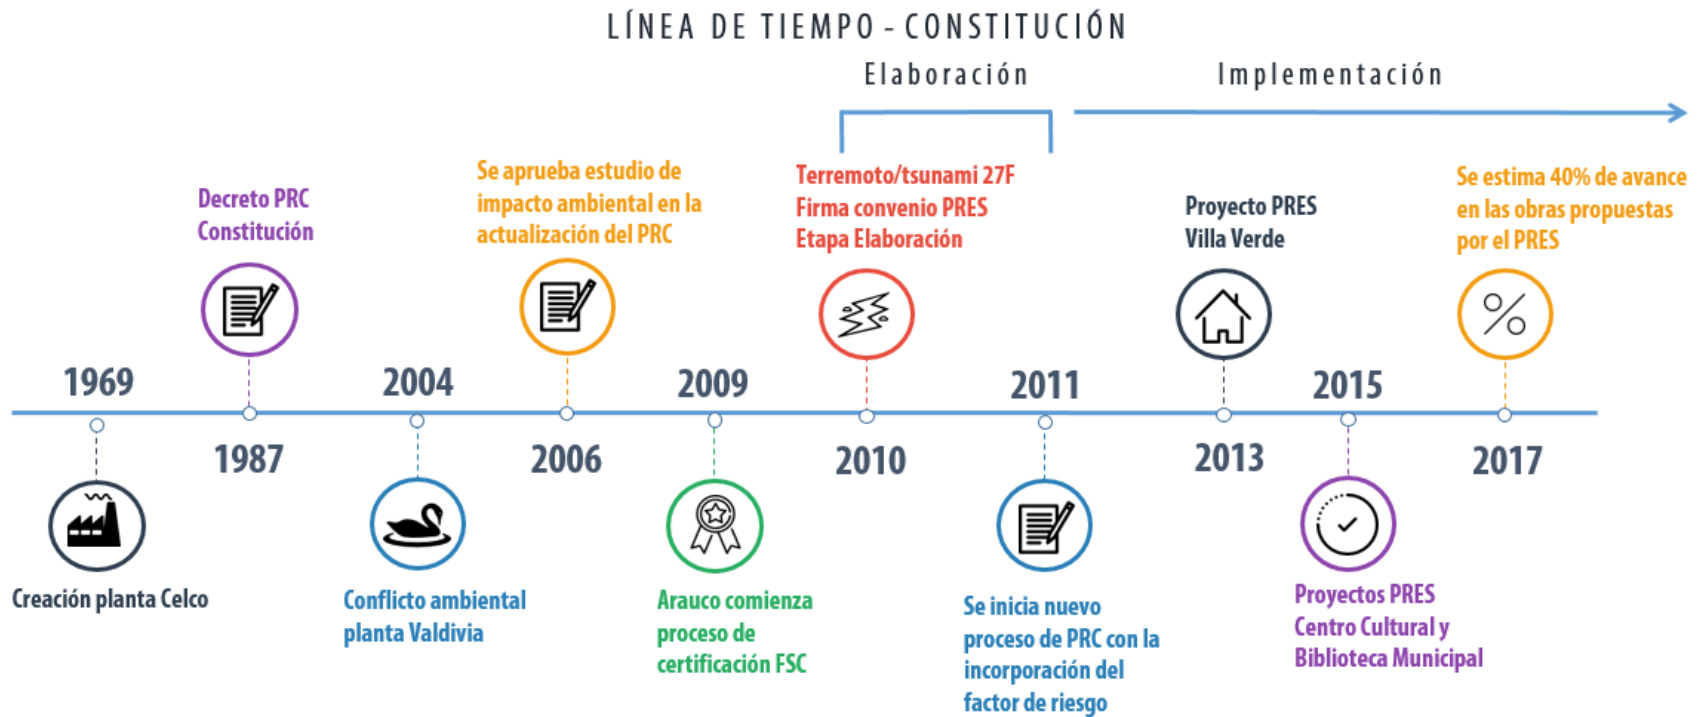 LÍNEA DE TIEMPO - CONSTITUCIÓN
Elaboración
Implementación
1969
Creación planta Celco
Decreto PRC
Constitución
1987
2004
Conflicto ambiental
planta Valdivia
Se aprueba estudio de
impacto ambiental en la
actualización del PRC
2006
2009
Arauco comienza
proceso de
certificación FSC
Terremoto/tsunami 27F
Firma convenio PRES
Etapa Elaboración
2010
2011
Se inicia nuevo
proceso de PRC con la
incorporación del
factor de riesgo
Proyecto PRES
Villa Verde
2013
2015
Proyectos PRES
Centro Cultural y
Biblioteca Municipal
Se estima 40% de avance
en las obras propuestas
por el PRES
%
2017